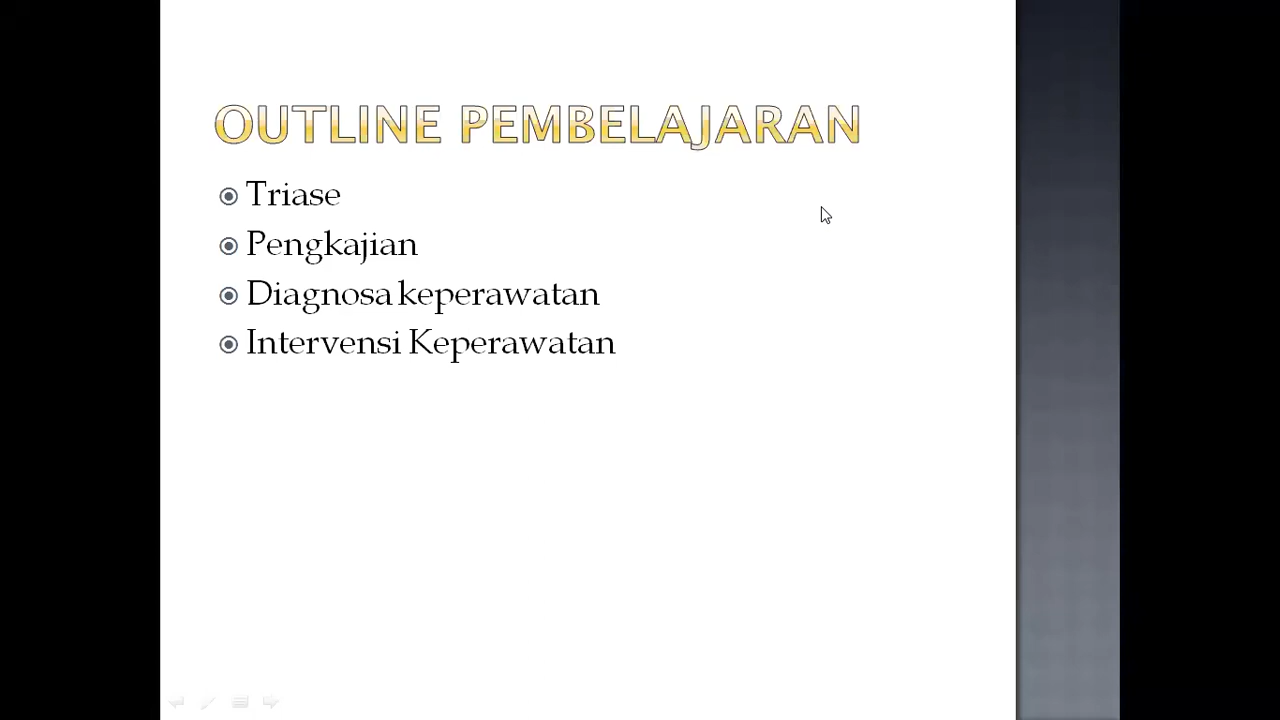 OUTLINE PEMBELAJARAN
Triase
Pengkajian
Diagnosa keperawatan
Intervensi Keperawatan